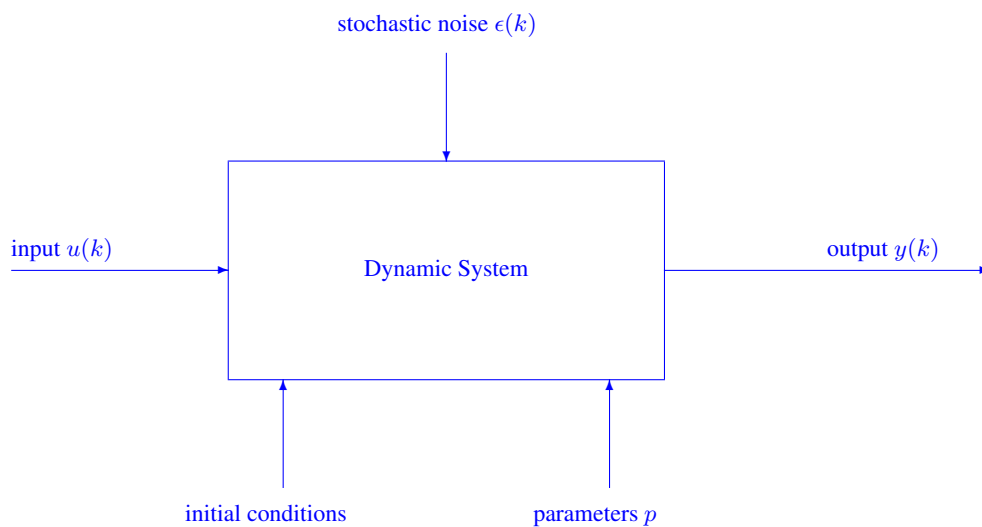 stochastic noise ϵ(k)
input u(k)
Dynamic System
output y(k)
initial conditions
parameters p